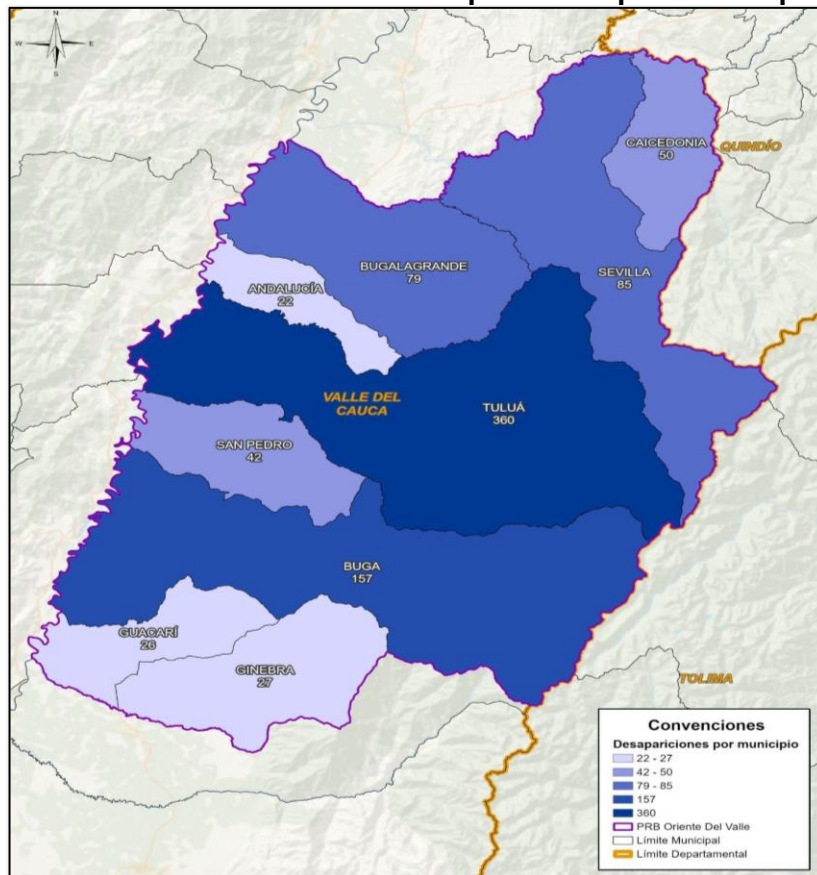 N
W
E
S
CAICEDONIA
50
QUINDÍO
BUGALAGRANDE
79
SEVILLA
85
ANDALUCÍA
22
VALLE DEL
CAUCA
TULUÁ
360
SAN PEDRO
42
BUGA
157
GUACARÍ
26
GINEBRA
27
TOLIMA
Convenciones
Desapariciones por municipio
22 - 27
42 - 50
79 - 85
157
360
PRB Oriente Del Valle
Límite Municipal
Límite Departamental